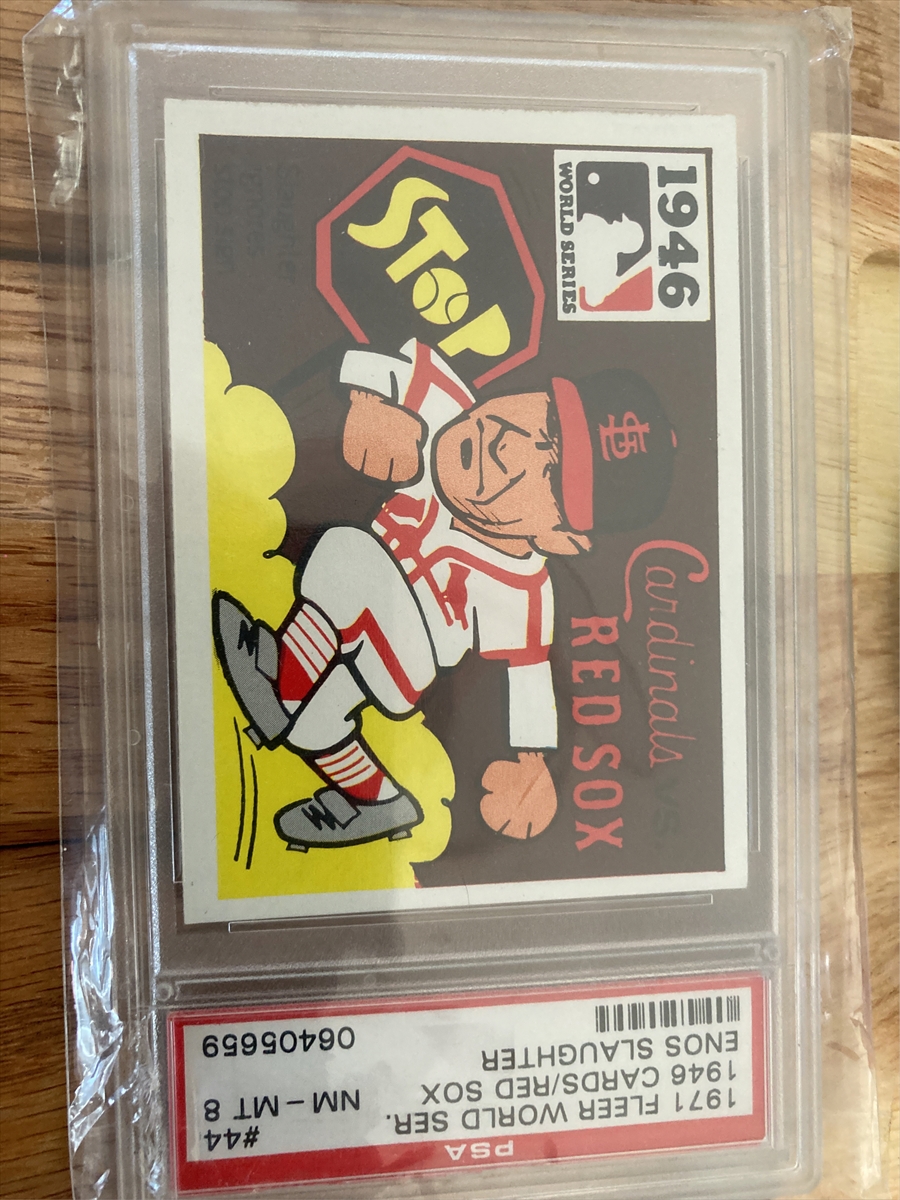 1946
WORLD SERIES
STOP
StL
Cardinals VS.
RED SOX
PSA
1971 FLEER WORLD SER. #44
1946 CARDS/RED SOX NM - MT 8
ENOS SLAUGHTER
06405659